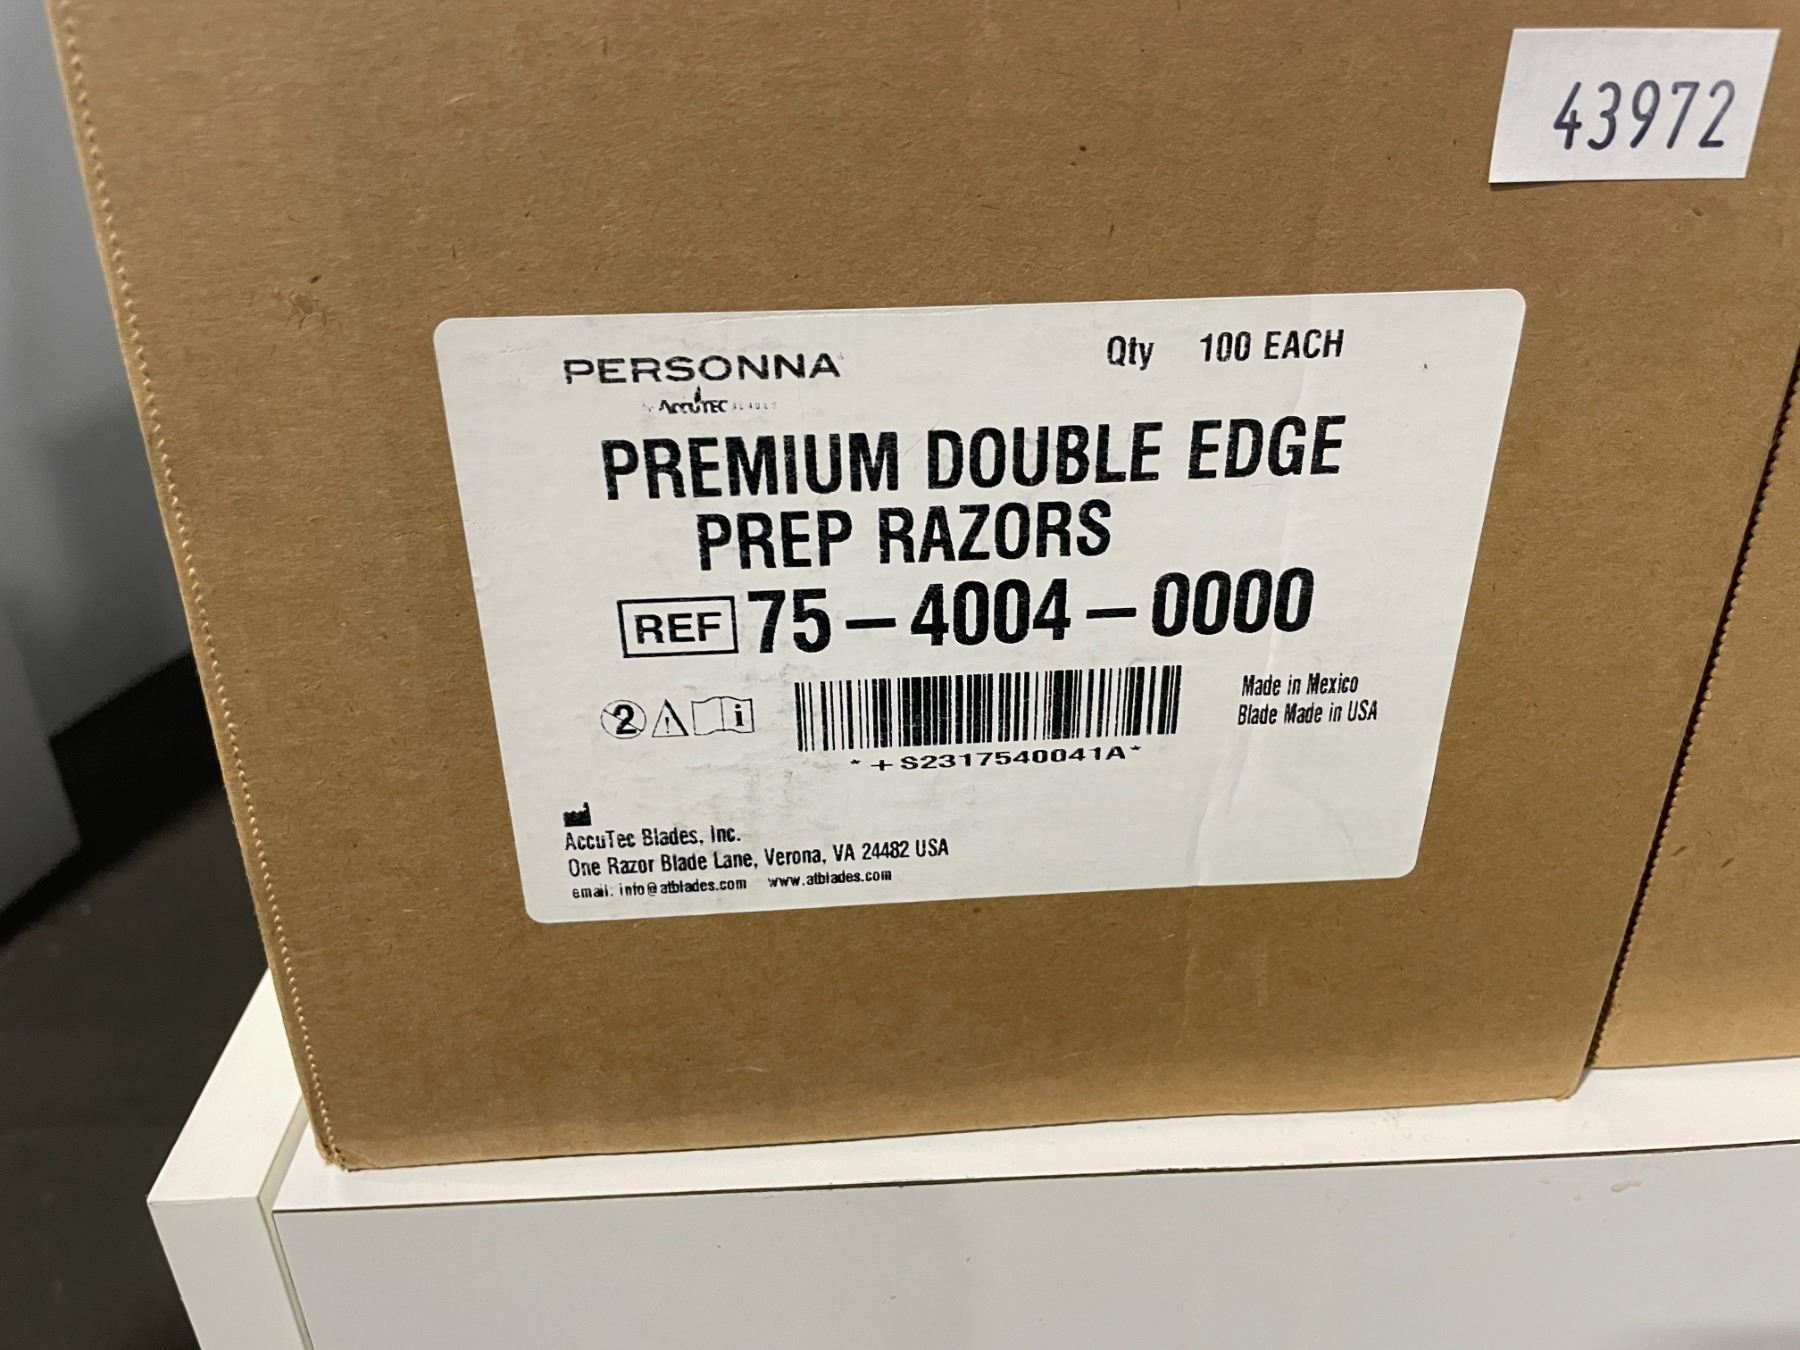 43972
PERSONNA
Qty 100 EACH
AccuTEC
PREMIUM DOUBLE EDGE
PREP RAZORS
REF 75-4004-0000
2 i
Made in Mexico
Blade Made in USA
*+S2317540041A*
AccuTec Blades, Inc.
One Razor Blade Lane, Verona, VA 24482 USA
email: info@atblades.com www.atblades.com